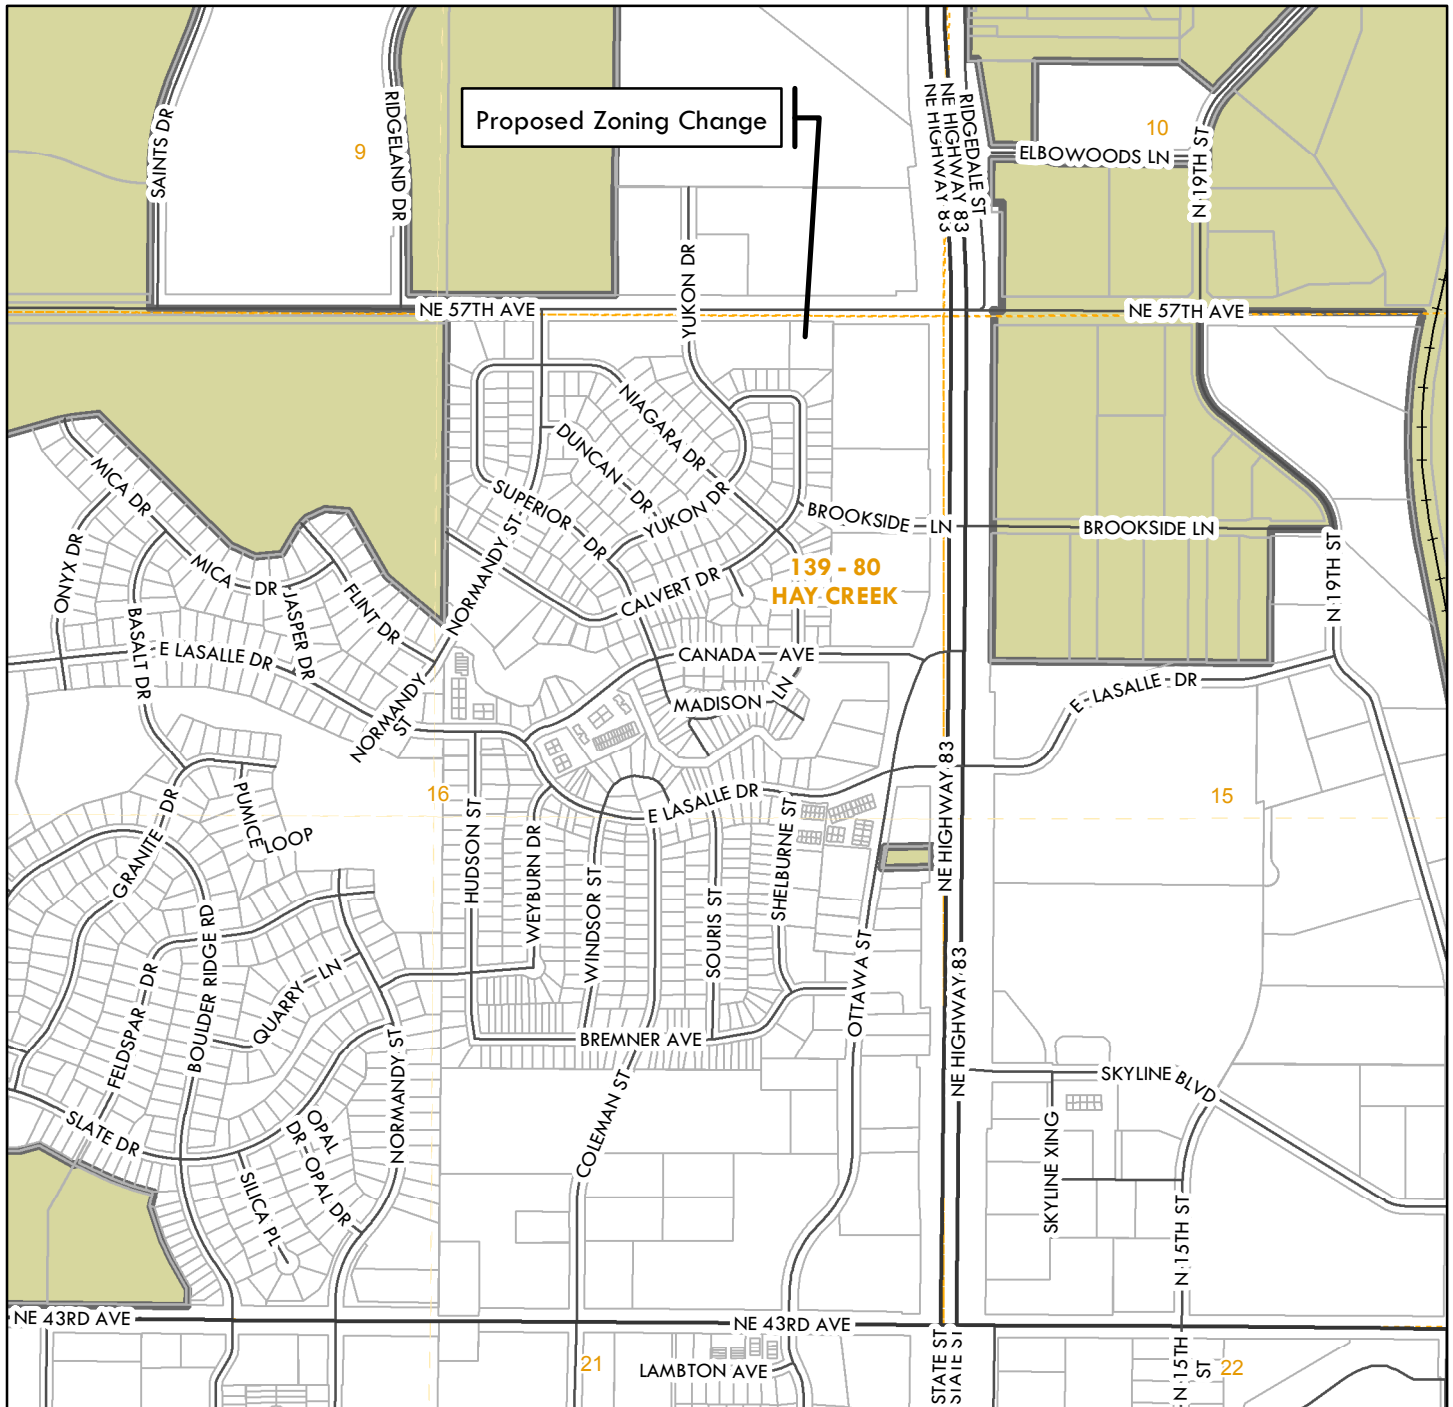 SAINTS DR
9
RIDGELAND DR
Proposed Zoning Change
NE HIGHWAY 83
NE HIGHWAY 83
RIDGEDALE ST
10
ELBOWOODS LN
N 19TH ST
YUKON DR
NE 57TH AVE
NE 57TH AVE
NIAGARA DR
DUNCAN DR
SUPERIOR DR
YUKON DR
BROOKSIDE LN
BROOKSIDE LN
N 19TH ST
MICA DR
ONYX DR
MICA DR
BASALT DR
JASPER DR
FLINT DR
NORMANDY ST
CALVERT DR
139 - 80
HAY CREEK
E LASALLE DR
CANADA AVE
MADISON LN
E LASALLE DR
NORMANDY
ST
NE HIGHWAY 83
16
15
PUMICE
LOOP
GRANITE DR
HUDSON ST
WEYBURN DR
E LASALLE DR
WINDSOR ST
SOURIS ST
SHELBURNE ST
BOULDER RIDGE RD
FELDSPAR DR
QUARRY LN
OTTAWA ST
NE HIGHWAY 83
BREMNER AVE
NORMANDY ST
COLEMAN ST
SKYLINE BLVD
SKYLINE XING
SLATE DR
OPAL
DR
OPAL DR
SILICA PL
N 15TH ST
NE 43RD AVE
NE 43RD AVE
21
LAMBTON AVE
STATE ST
STATE ST
N 15TH
ST
22